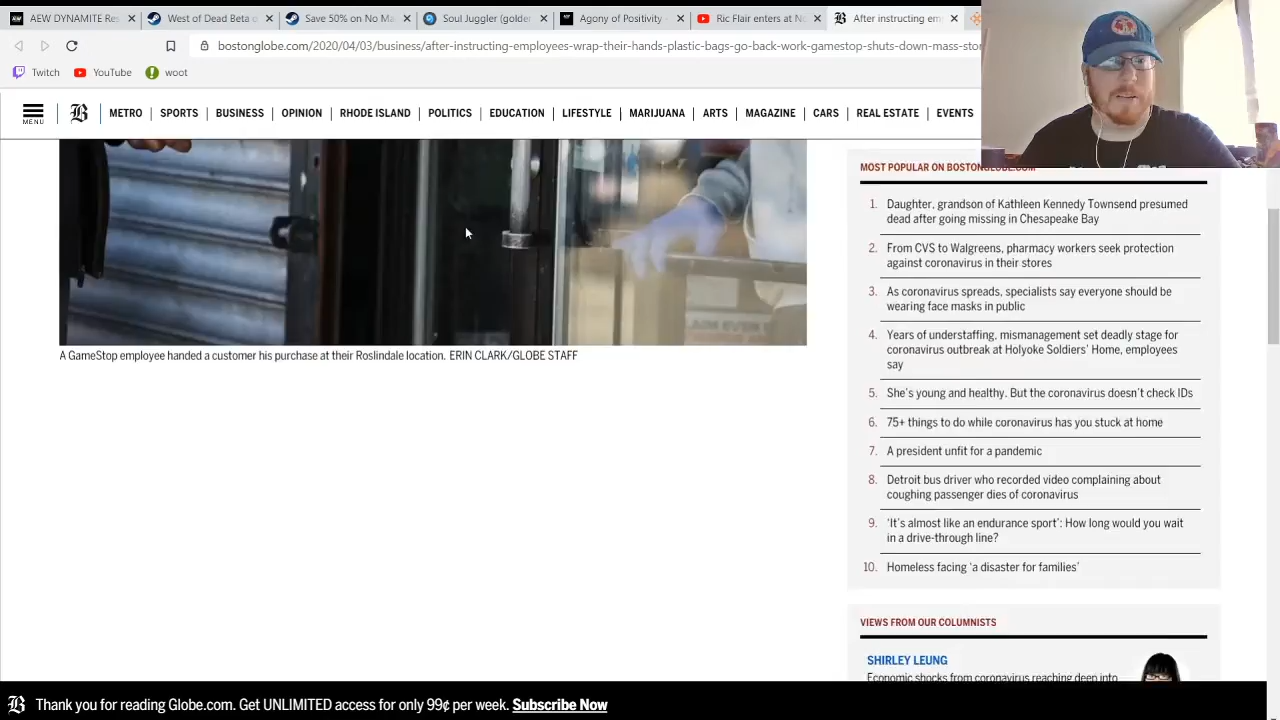 AEW DYNAMITE Res
West of Dead Beta o
Save 50% on No Ma
Soul Juggler (golder
Agony of Positivity -
Ric Flair enters at N
After instructing em
bostonglobe.com/2020/04/03/business/after-instructing-employees-wrap-their-hands-plastic-bags-go-back-work-gamestop-shuts-down-mass-stor
Twitch
YouTube
woot
MENU
B
METRO
SPORTS
BUSINESS
OPINION
RHODE ISLAND
POLITICS
EDUCATION
LIFESTYLE
MARIJUANA
ARTS
MAGAZINE
CARS
REAL ESTATE
EVENTS
A GameStop employee handed a customer his purchase at their Roslindale location. ERIN CLARK/GLOBE STAFF
MOST POPULAR ON BOSTONGLOBE.COM
1. Daughter, grandson of Kathleen Kennedy Townsend presumed
dead after going missing in Chesapeake Bay
2. From CVS to Walgreens, pharmacy workers seek protection
against coronavirus in their stores
3. As coronavirus spreads, specialists say everyone should be
wearing face masks in public
4. Years of understaffing, mismanagement set deadly stage for
coronavirus outbreak at Holyoke Soldiers’ Home, employees
say
5. She’s young and healthy. But the coronavirus doesn’t check IDs
6. 75+ things to do while coronavirus has you stuck at home
7. A president unfit for a pandemic
8. Detroit bus driver who recorded video complaining about
coughing passenger dies of coronavirus
9. ‘It’s almost like an endurance sport’: How long would you wait
in a drive-through line?
10. Homeless facing ‘a disaster for families’
VIEWS FROM OUR COLUMNISTS
SHIRLEY LEUNG
Economic shocks from coronavirus reaching deep into
B
Thank you for reading Globe.com. Get UNLIMITED access for only 99¢ per week. Subscribe Now